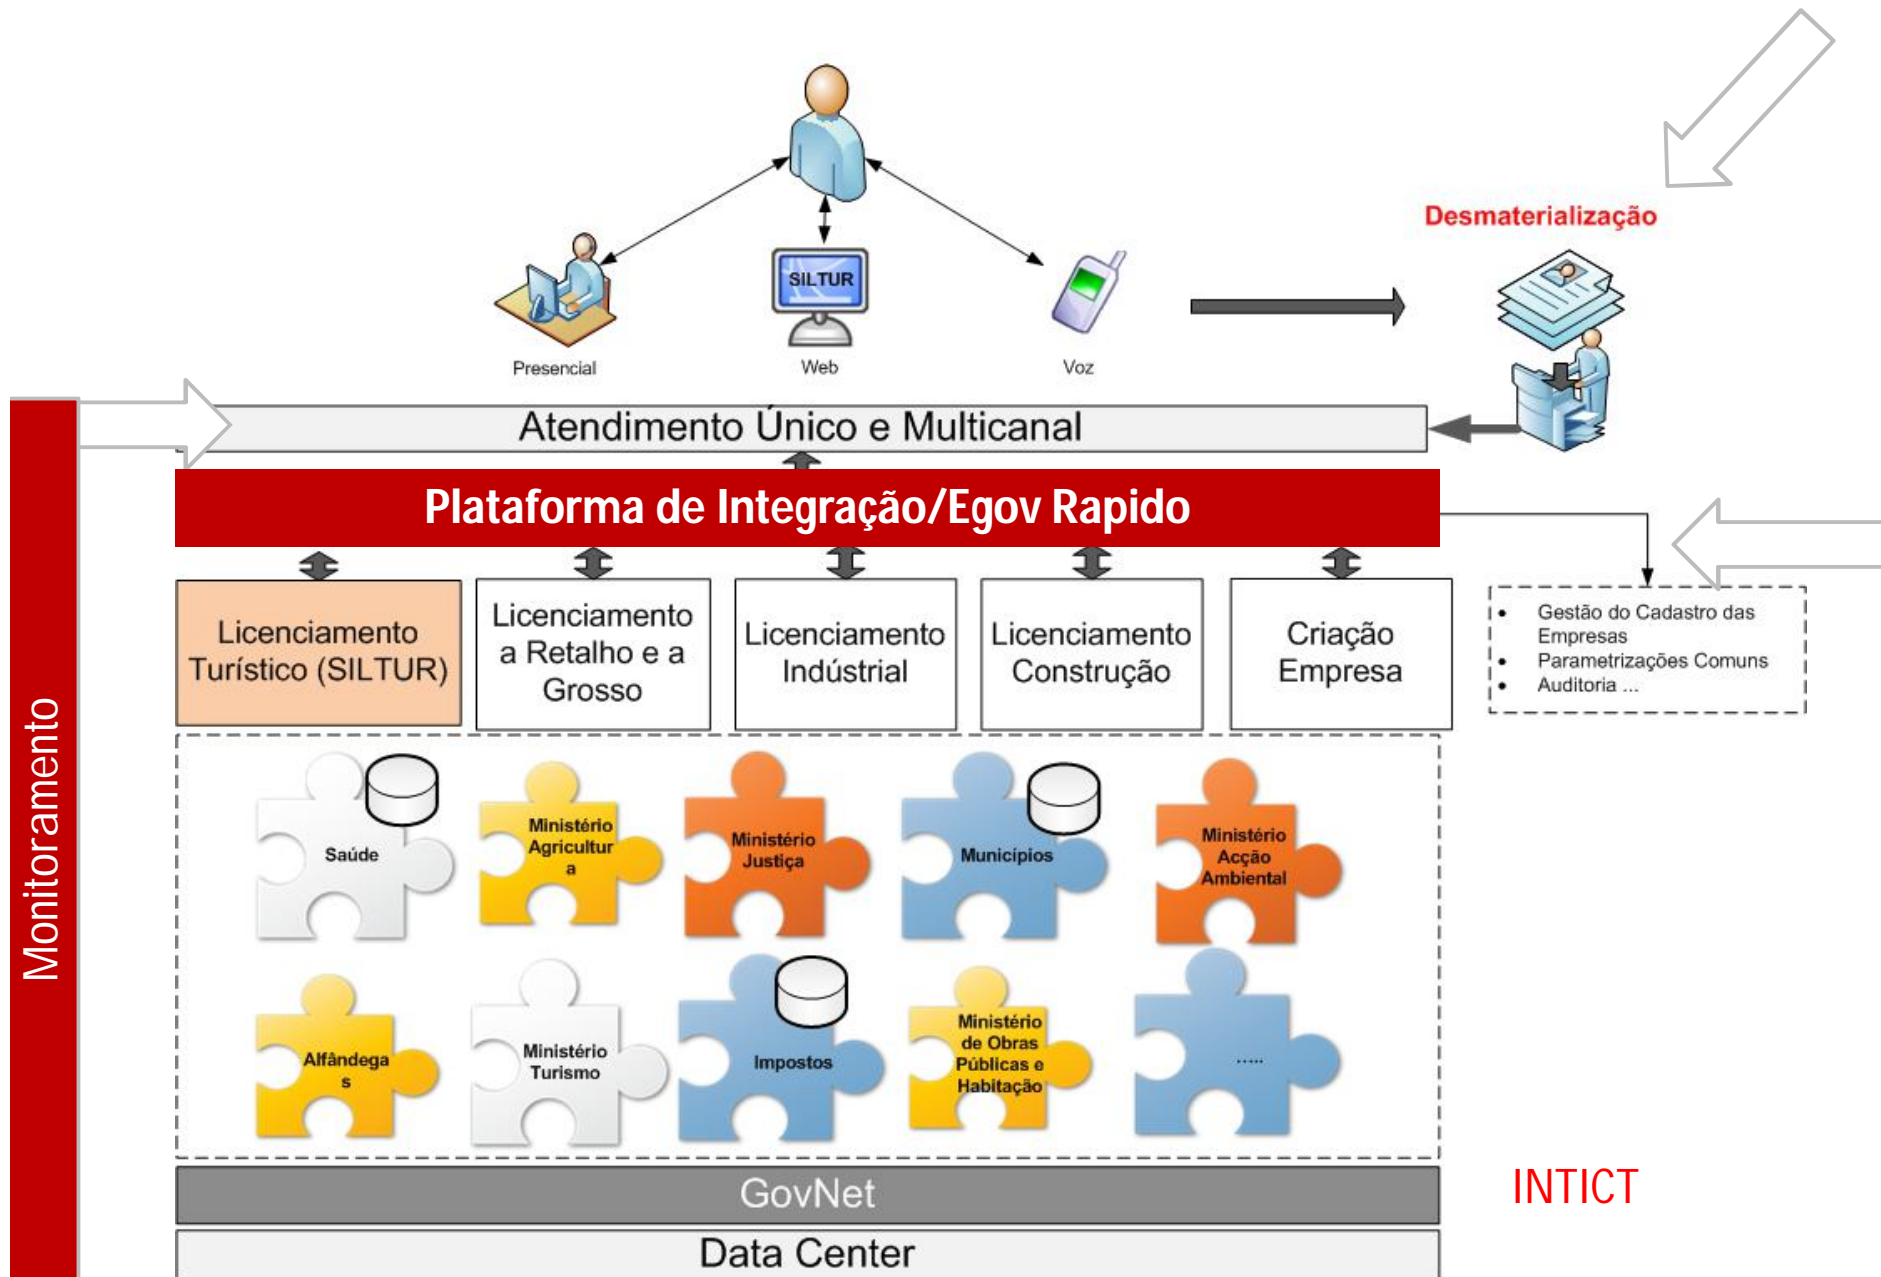 Desmaterialização
SILTUR
Presencial
Web
Voz
Atendimento Único e Multicanal
Plataforma de Integração/Egov Rapido
Licenciamento
Turístico (SILTUR)
Licenciamento
a Retalho e a
Grosso
Licenciamento
Indústrial
Licenciamento
Construção
Criação
Empresa
• Gestão do Cadastro das
Empresas
• Parametrizações Comuns
• Auditoria ...
Monitoramento
Saúde
Ministério
Agricultur
a
Ministério
Justiça
Municípios
Ministério
Acção
Ambiental
Alfândega
s
Ministério
Turismo
Impostos
Ministério
de Obras
Públicas e
Habitação
.....
GovNet
INTICT
Data Center